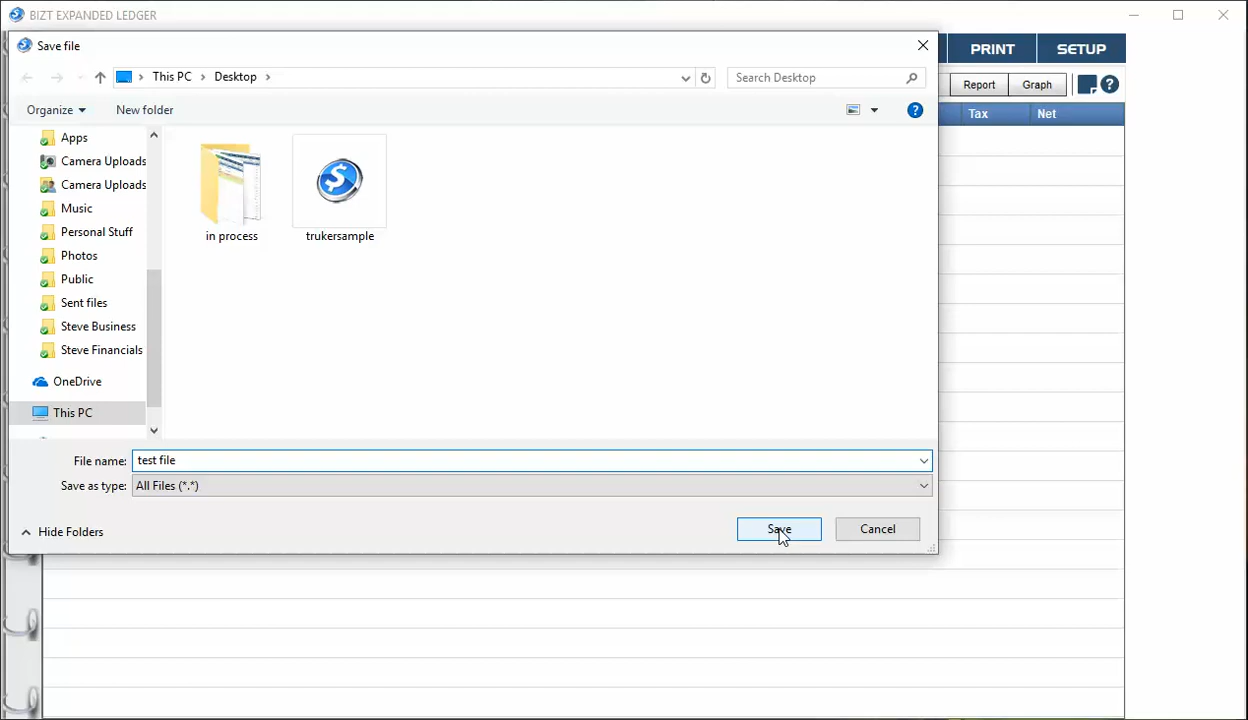 BIZT EXPANDED LEDGER
Save file
PRINT SETUP
This PC Desktop
Search Desktop
Report Graph
Organize New folder
Tax Net
Apps
Camera Uploads
Camera Uploads
Music
Personal Stuff
Photos
Public
Sent files
Steve Business
Steve Financials
OneDrive
This PC
in process
trukersample
File name: test file
Save as type: All Files (*.*)
Hide Folders
Save Cancel